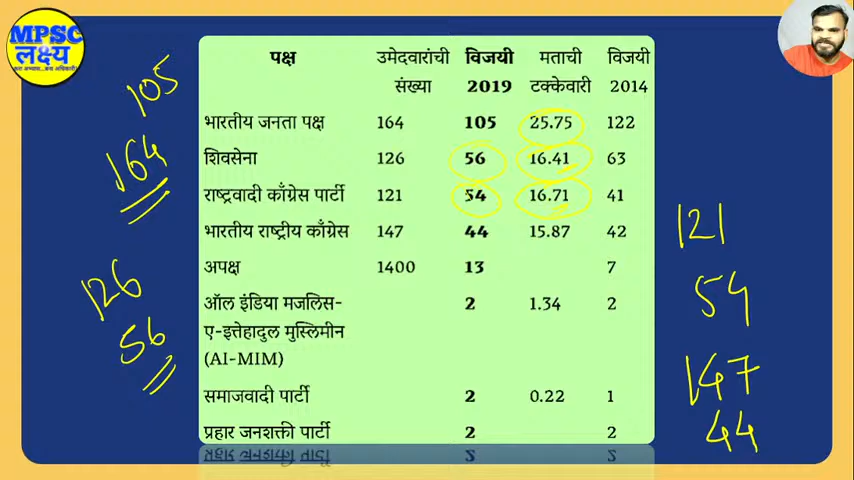 MPSC
लक्ष्य
पक्ष उमेदवारांची विजयी मताची विजयी
संख्या 2019 टक्केवारी 2014
भारतीय जनता पक्ष 164 105 25.75 122
शिवसेना 126 56 16.41 63
राष्ट्रवादी काँग्रेस पार्टी 121 54 16.71 41
भारतीय राष्ट्रीय काँग्रेस 147 44 15.87 42
अपक्ष 1400 13 7
ऑल इंडिया मजलिस- 2 1.34 2
ए-इत्तेहादुल मुस्लिमीन
(AI-MIM)
समाजवादी पार्टी 2 0.22 1
प्रहार जनशक्ती पार्टी 2 2
105
164
126
56
121
54
147
44